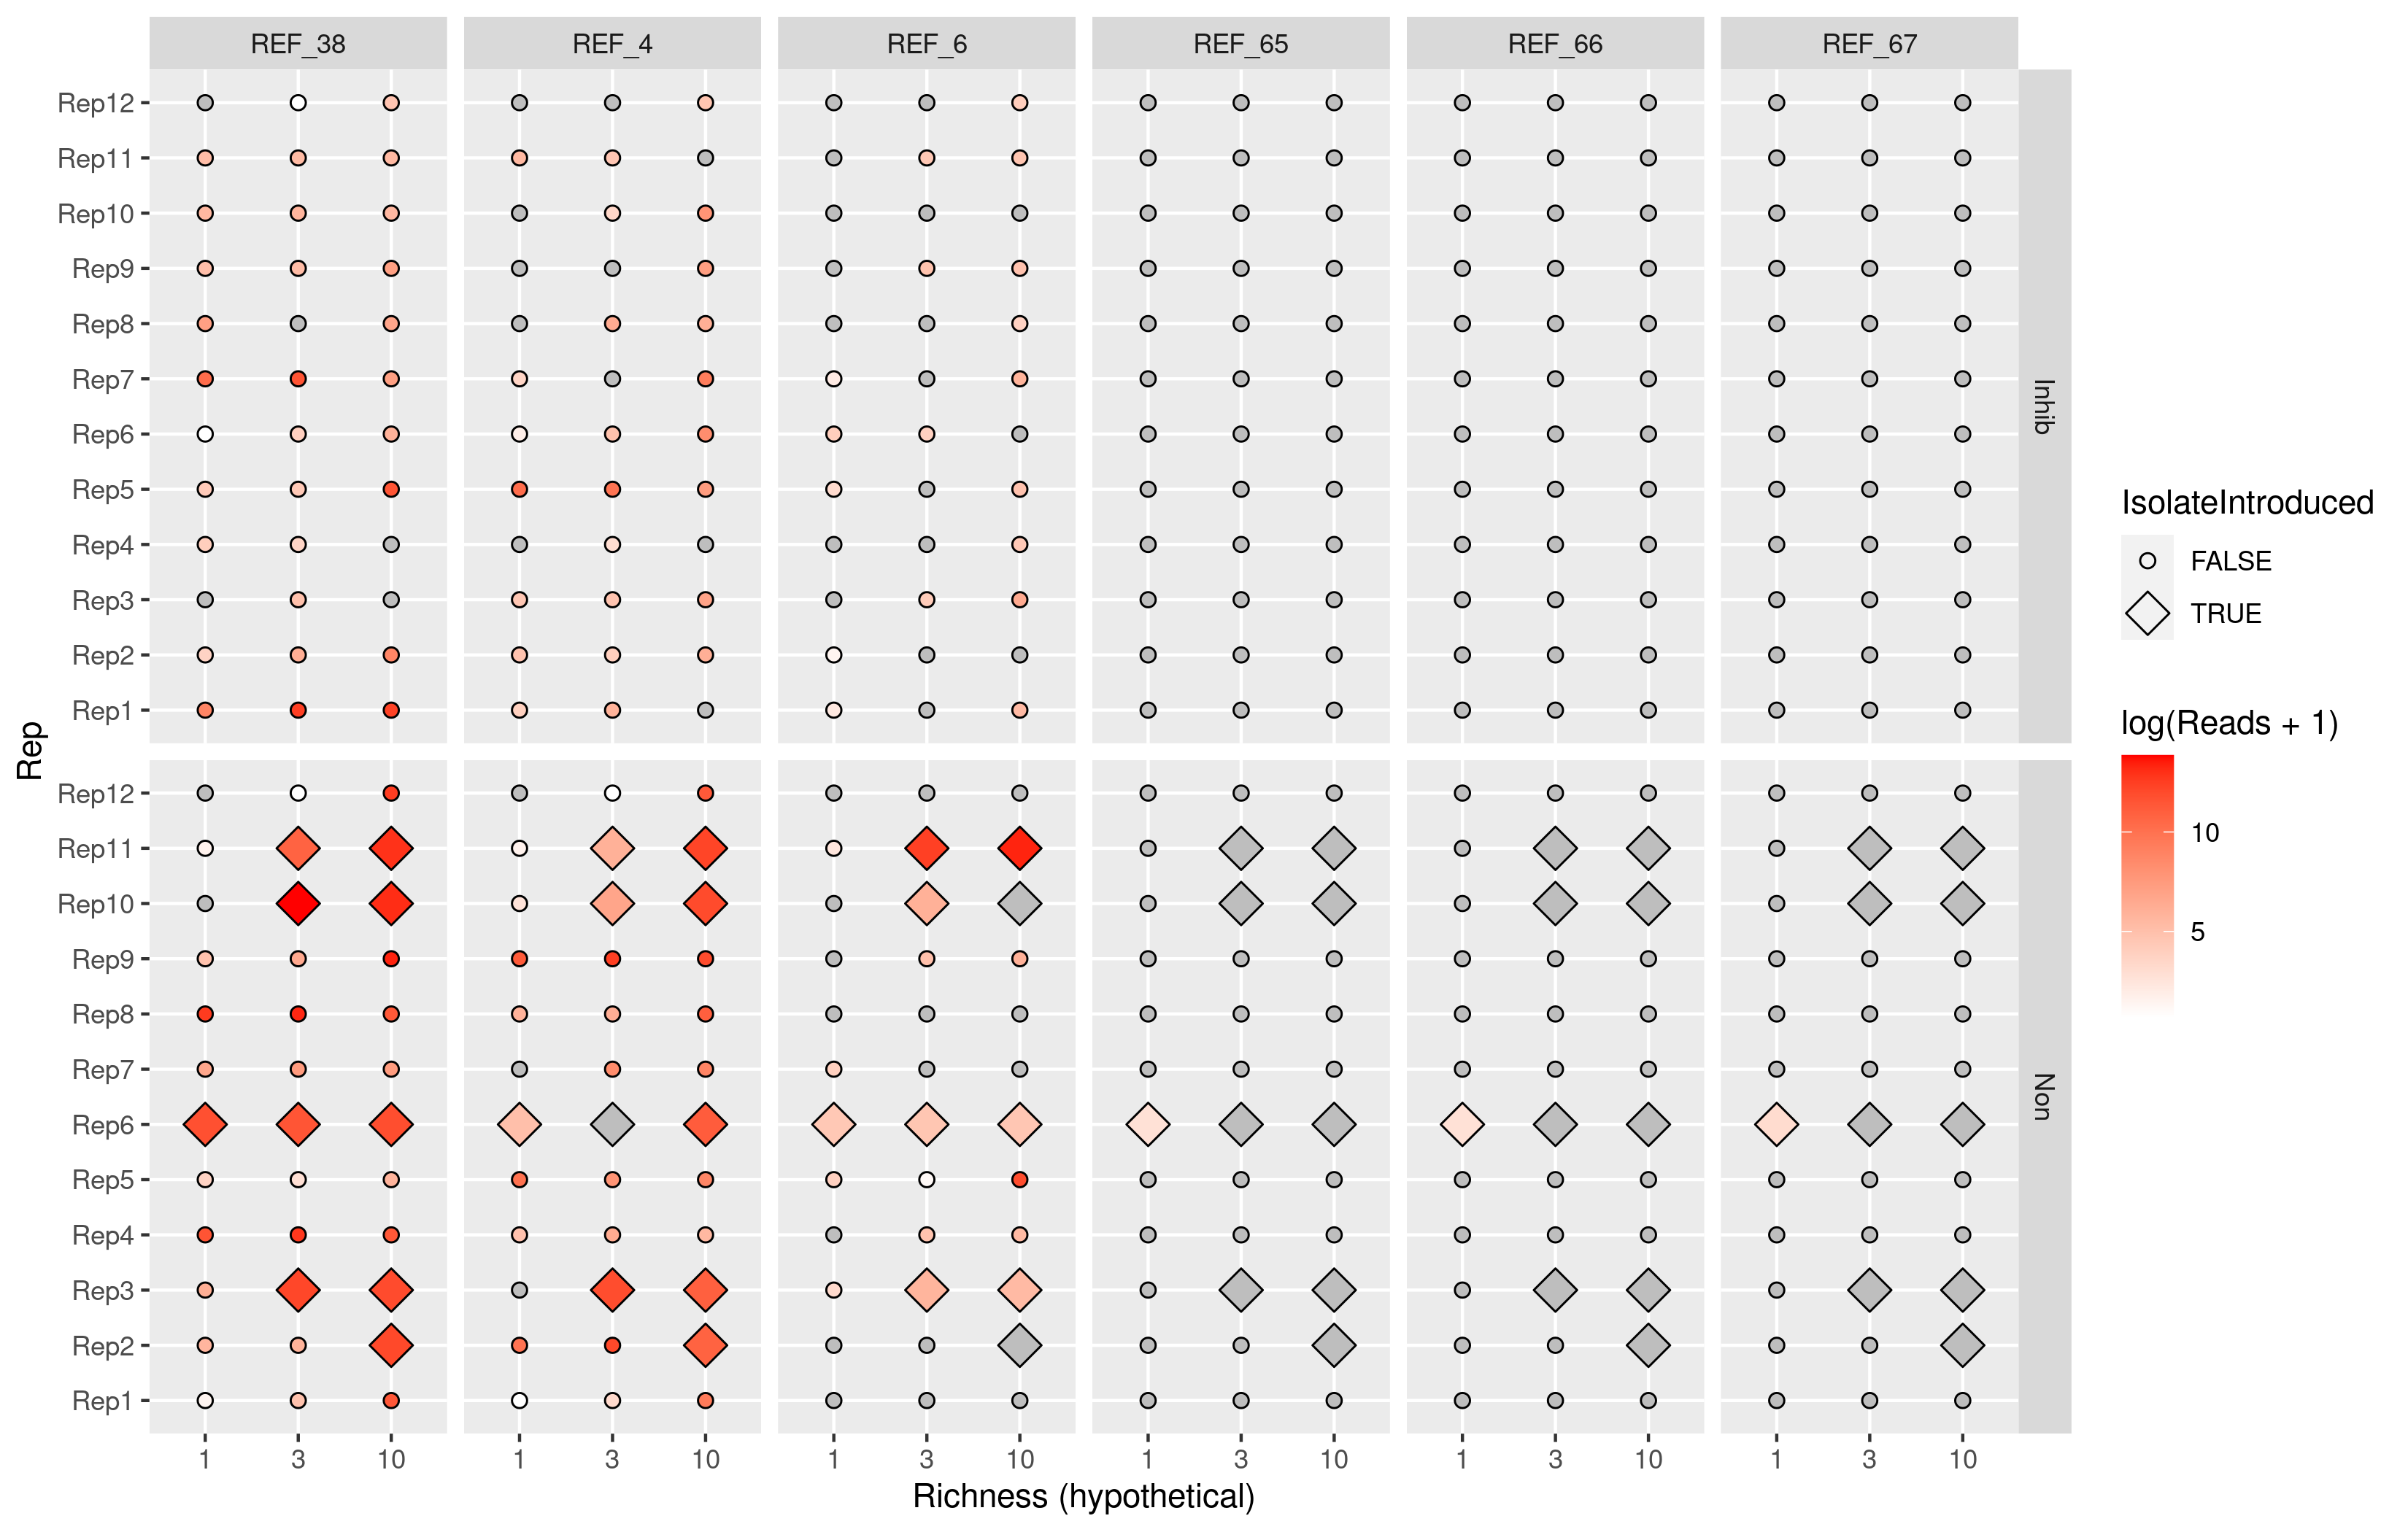 REF_38 REF_4 REF_6 REF_65 REF_66 REF_67
Rep12
Rep11
Rep10
Rep9
Rep8
Rep7
Rep6
Rep5
Rep4
Rep3
Rep2
Rep1
Inhib
Rep
Rep12
Rep11
Rep10
Rep9
Rep8
Rep7
Rep6
Rep5
Rep4
Rep3
Rep2
Rep1
Non
1 3 10 1 3 10 1 3 10 1 3 10 1 3 10 1 3 10
Richness (hypothetical)
IsolateIntroduced
FALSE
TRUE
log(Reads + 1)
10
5